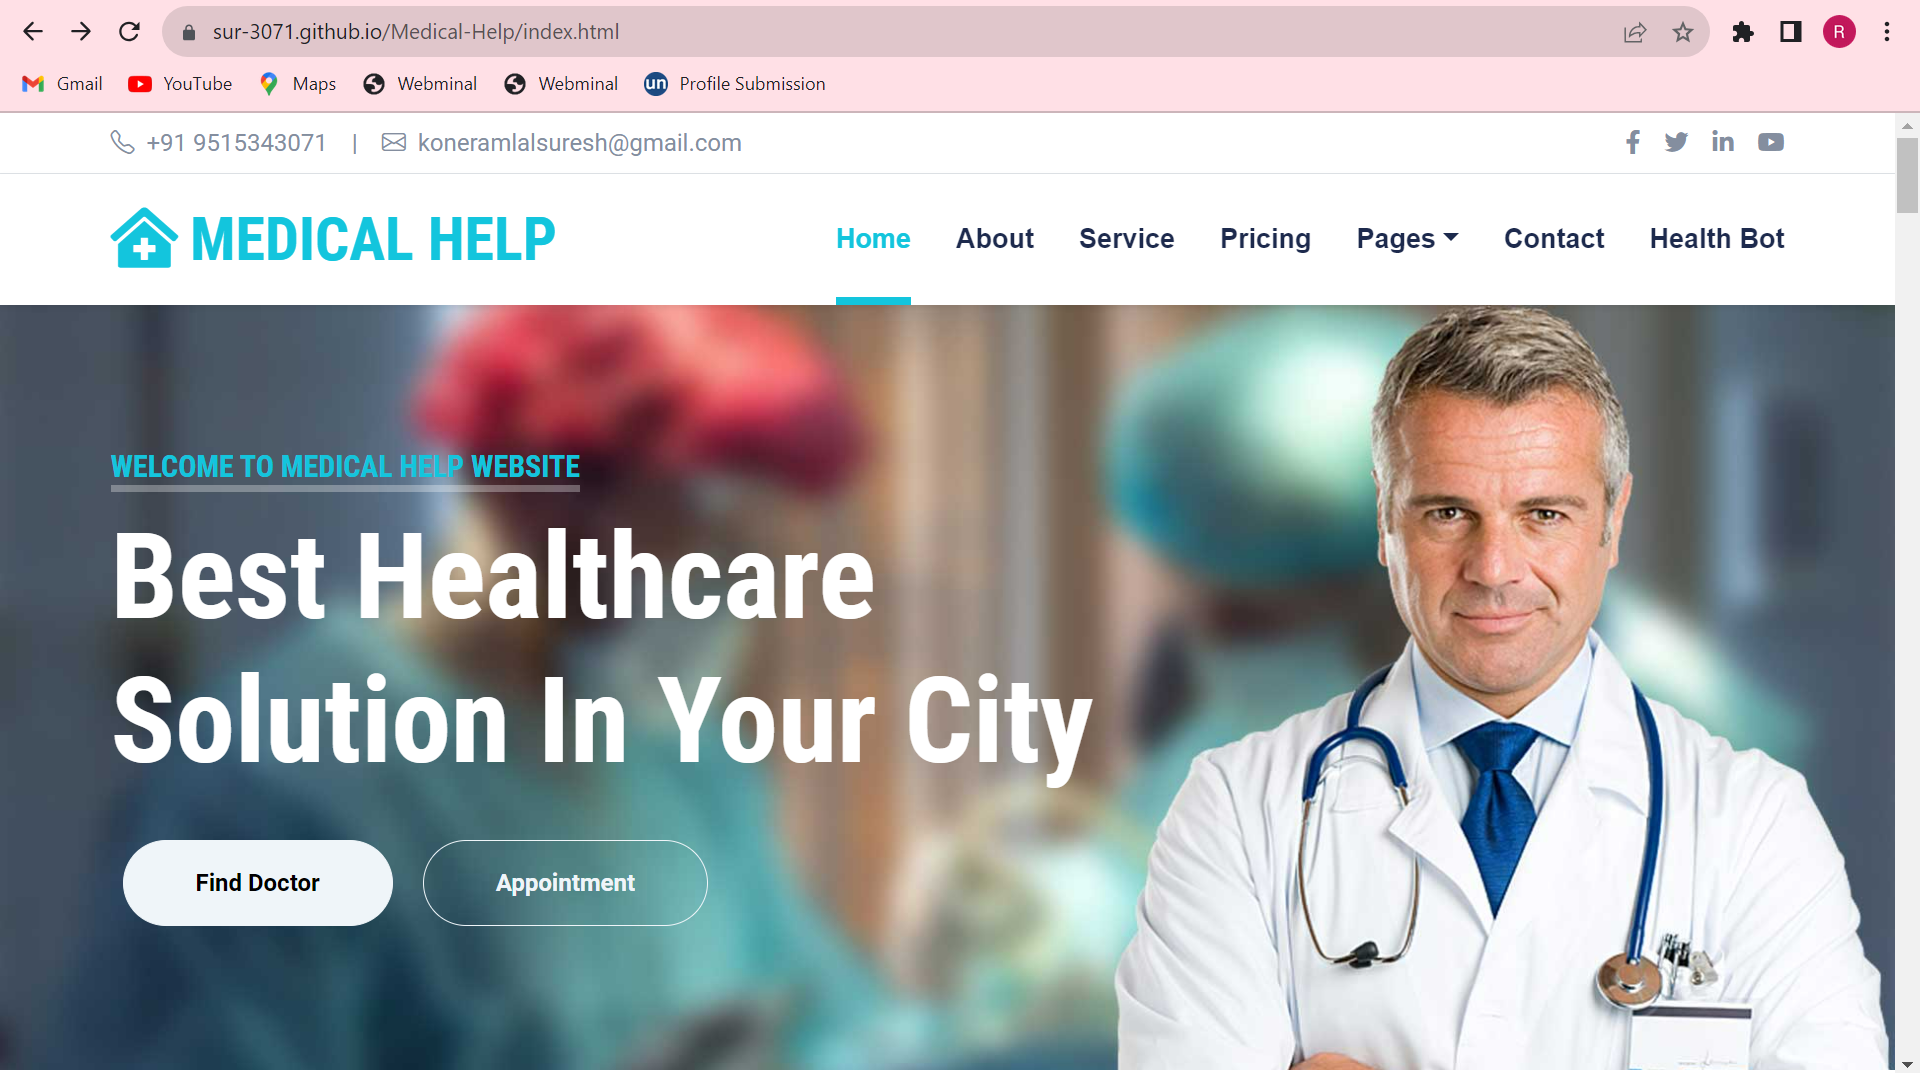 sur-3071.github.io/Medical-Help/index.html
R
Gmail YouTube Maps Webminal Webminal un Profile Submission
+91 9515343071 | koneramlalsuresh@gmail.com
MEDICAL HELP
Home About Service Pricing Pages Contact Health Bot
WELCOME TO MEDICAL HELP WEBSITE
Best Healthcare
Solution In Your City
Find Doctor Appointment